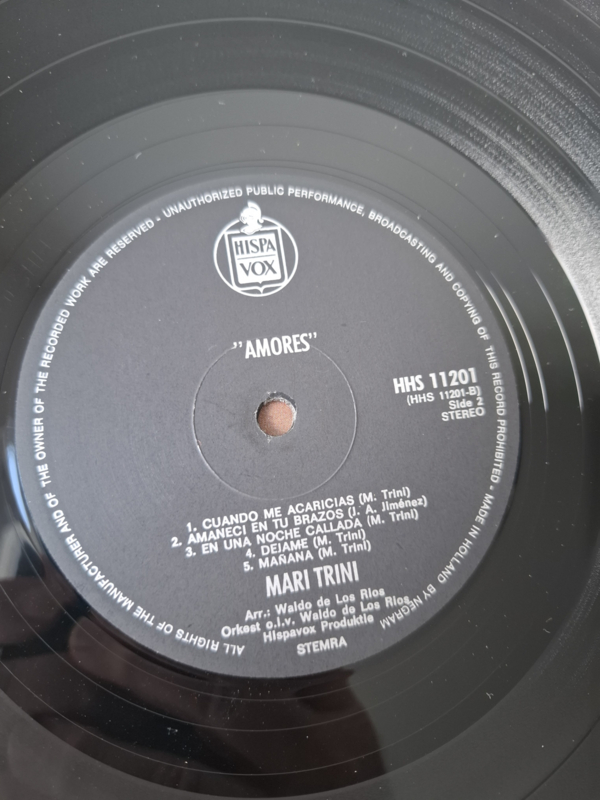 ALL RIGHTS OF THE MANUFACTURER AND OF THE OWNER OF THE RECORDED WORK ARE RESERVED - UNAUTHORIZED PUBLIC PERFORMANCE, BROADCASTING AND COPYING OF THIS RECORD PROHIBITED - MADE IN HOLLAND BY NEGRAM
HISPA
VOX
”AMORES”
HHS 11201
(HHS 11201-B)
Side 2
STEREO
1. CUANDO ME ACARICIAS (M. Trini)
2. AMANECI EN TU BRAZOS (J. A. Jiménez)
3. EN UNA NOCHE CALLADA (M. Trini)
4. DEJAME (M. Trini)
5. MARANA (M. Trini)
MARI TRINI
Arr.: Waldo de Los Rios
Orkest o.l.v. Waldo de Los Rios
Hispavox Produktie
STEMRA